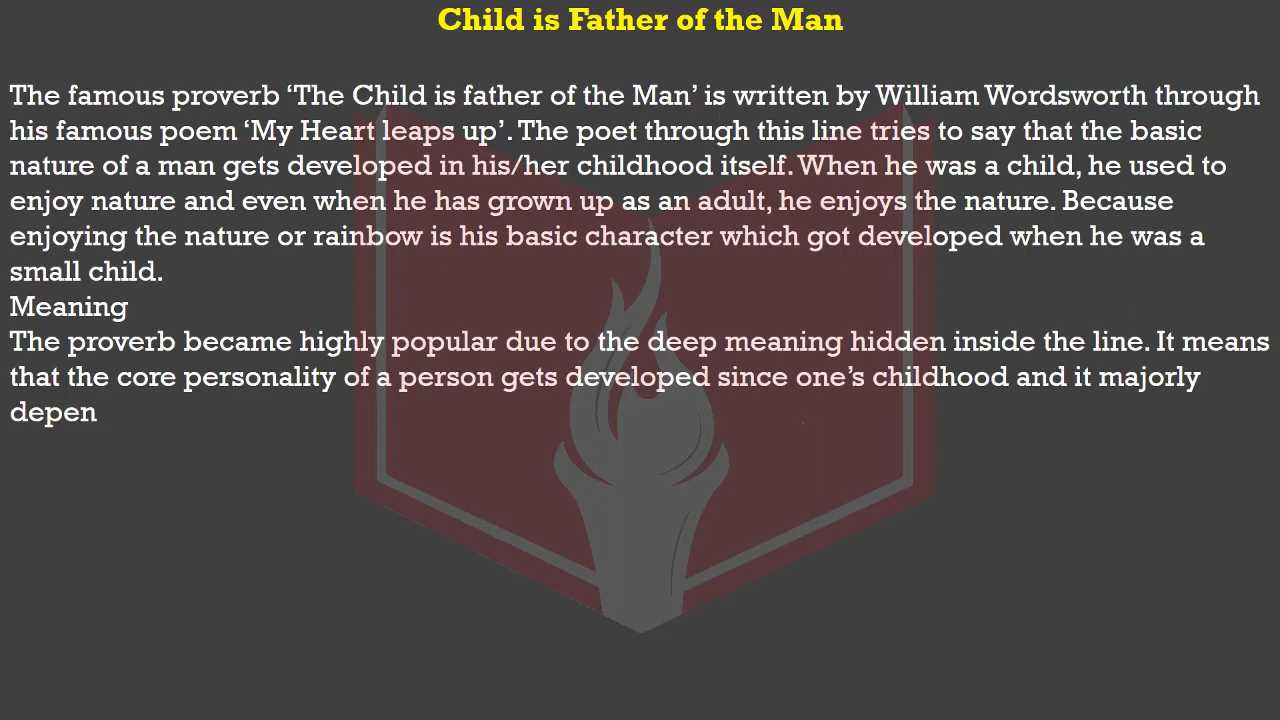 Child is Father of the Man
The famous proverb ‘The Child is father of the Man’ is written by William Wordsworth through
his famous poem ‘My Heart leaps up’. The poet through this line tries to say that the basic
nature of a man gets developed in his/her childhood itself. When he was a child, he used to
enjoy nature and even when he has grown up as an adult, he enjoys the nature. Because
enjoying the nature or rainbow is his basic character which got developed when he was a
small child.
Meaning
The proverb became highly popular due to the deep meaning hidden inside the line. It means
that the core personality of a person gets developed since one’s childhood and it majorly
depen